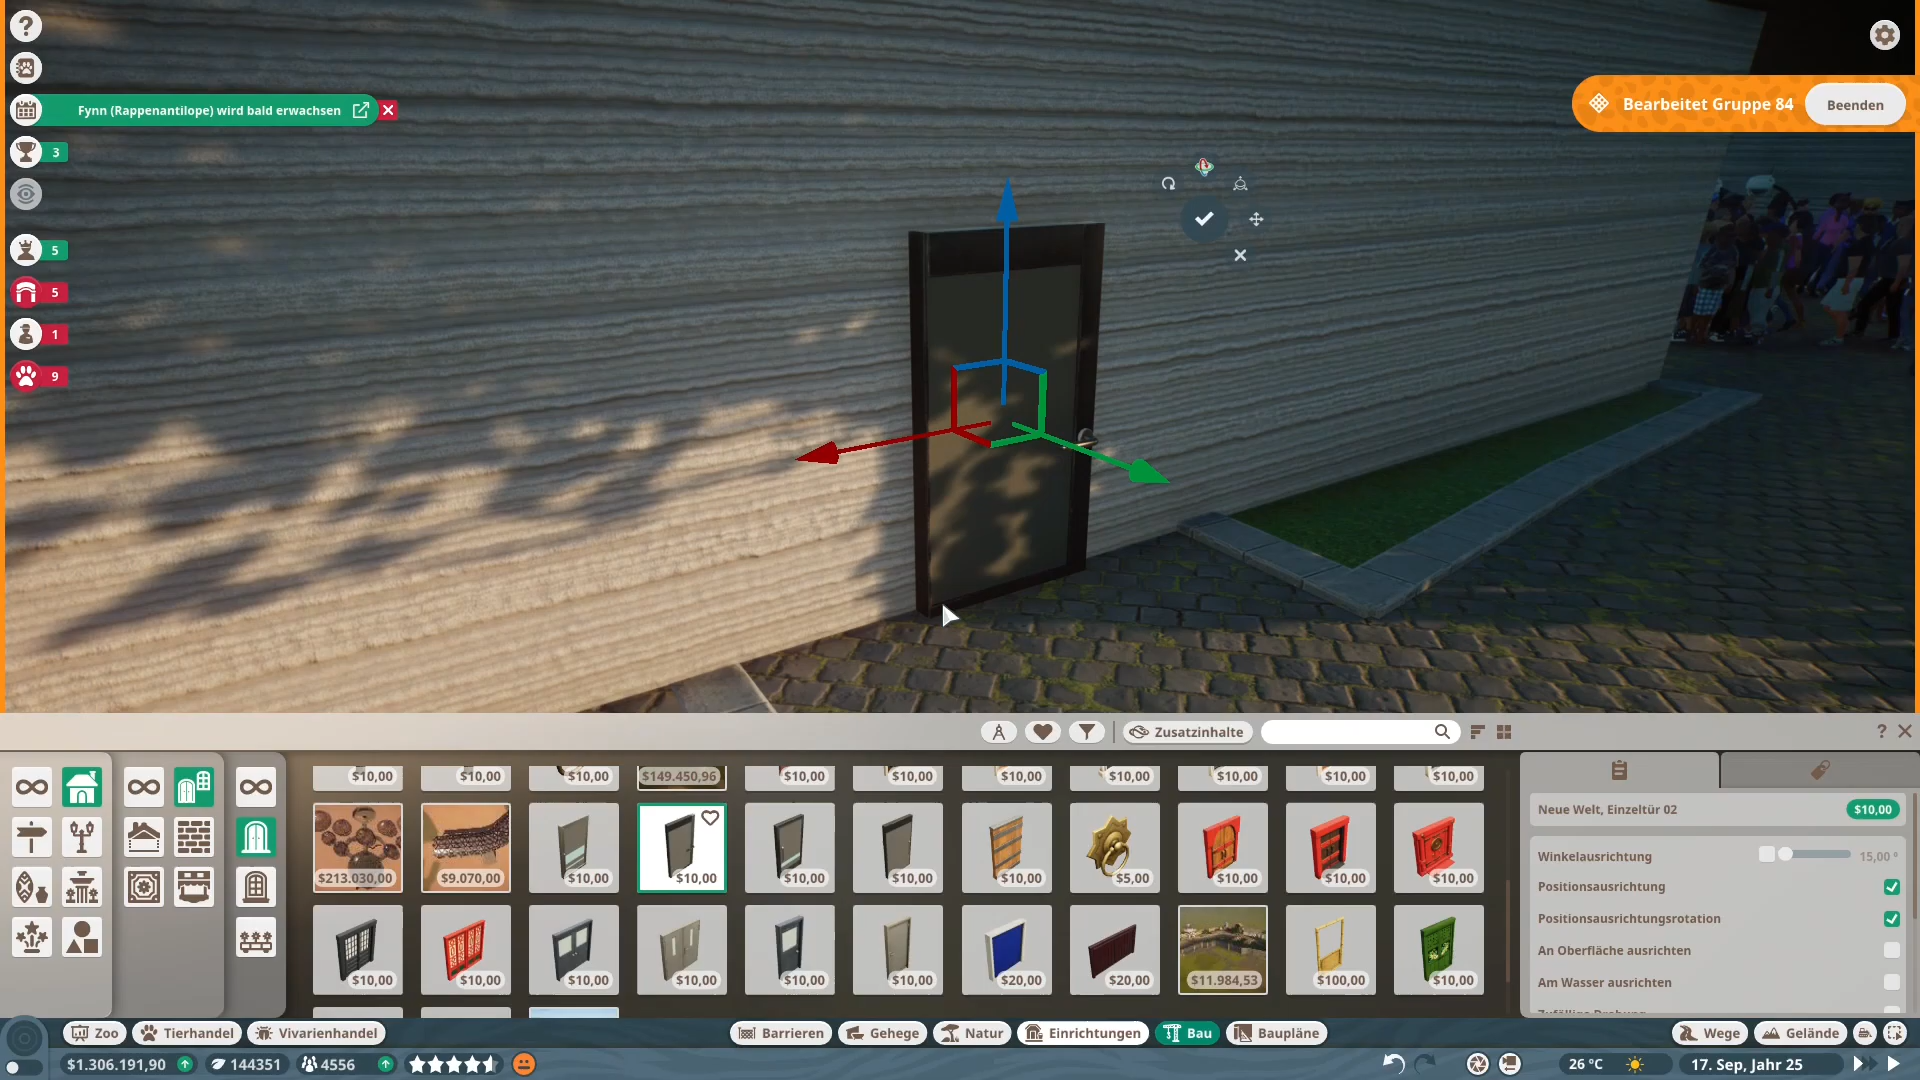 Fynn (Rappenantilope) wird bald erwachsen
3
5
5
1
9
Bearbeitet Gruppe 84
Beenden
Zusatzinhalte
$10,00 $10,00 $10,00 $149.450,96 $10,00 $10,00 $10,00 $10,00 $10,00 $10,00 $10,00
$213.030,00 $9.070,00 $10,00 $10,00 $10,00 $10,00 $10,00 $5,00 $10,00 $10,00 $10,00
$10,00 $10,00 $10,00 $10,00 $10,00 $10,00 $20,00 $20,00 $11.984,53 $100,00 $10,00
Neue Welt, Einzeltür 02 $10,00
Winkelausrichtung 15,00 °
Positionsausrichtung
Positionsausrichtungsrotation
An Oberfläche ausrichten
Am Wasser ausrichten
Zoo Tierhandel Vivarienhandel Barrieren Gehege Natur Einrichtungen Bau Baupläne Wege Gelände
$1.306.191,90 144351 4556 26 °C 17. Sep, Jahr 25